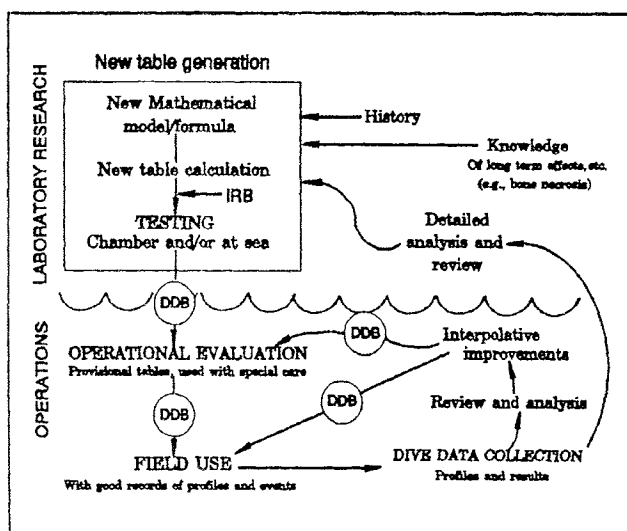 New table generation
LABORATORY RESEARCH
New Mathematical
model/formula
History
Knowledge
Of long term effects, etc.
(e.g., bone necrosis)
New table calculation
IRB
TESTING
Chamber and/or at sea
Detailed
analysis and
review
DDB
OPERATIONS
DDB
Interpolative
improvements
OPERATIONAL EVALUATION
Provisional tables, used with special care
DDB
DDB
Review and analysis
FIELD USE
With good records of profiles and events
DIVE DATA COLLECTION
Profiles and results